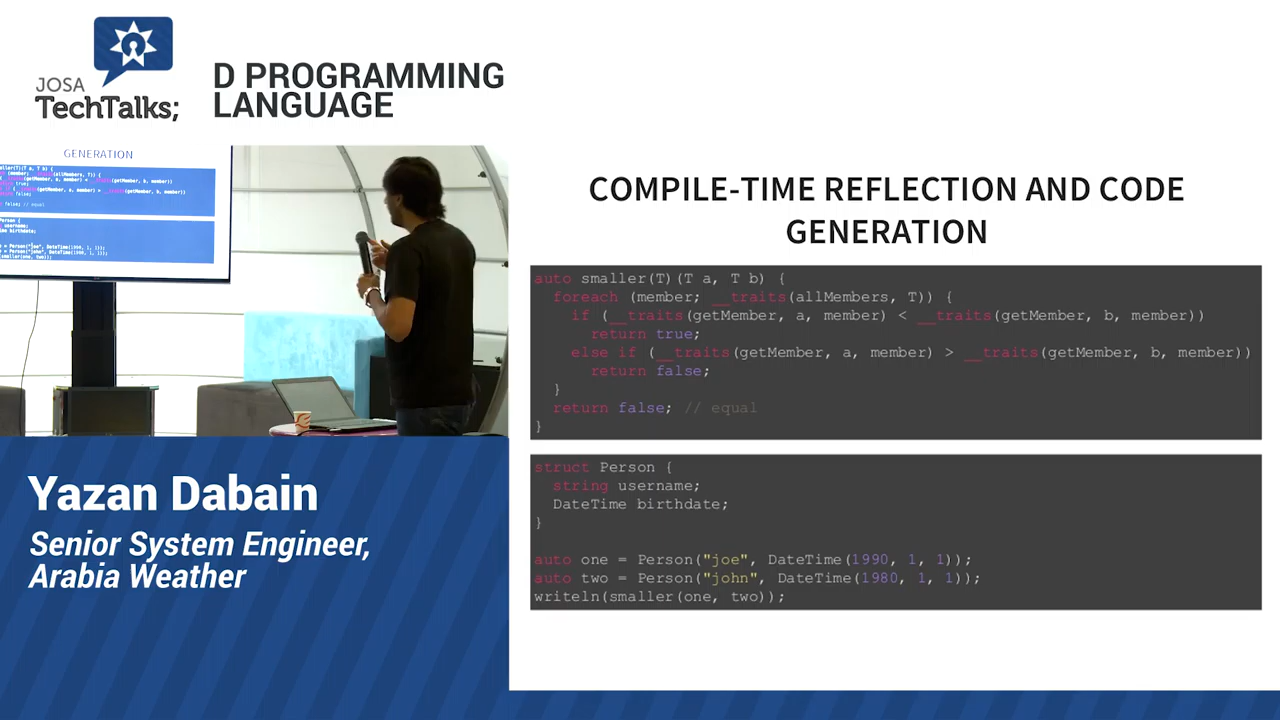 JOSA
TechTalks;
D PROGRAMMING
LANGUAGE
GENERATION
COMPILE-TIME REFLECTION AND CODE
GENERATION
auto smaller(T)(T a, T b) {
  foreach (member; __traits(allMembers, T)) {
    if (__traits(getMember, a, member) < __traits(getMember, b, member))
      return true;
    else if (__traits(getMember, a, member) > __traits(getMember, b, member))
      return false;
  }
  return false; // equal
}
struct Person {
  string username;
  DateTime birthdate;
}
auto one = Person("joe", DateTime(1990, 1, 1));
auto two = Person("john", DateTime(1980, 1, 1));
writeln(smaller(one, two));
Yazan Dabain
Senior System Engineer,
Arabia Weather